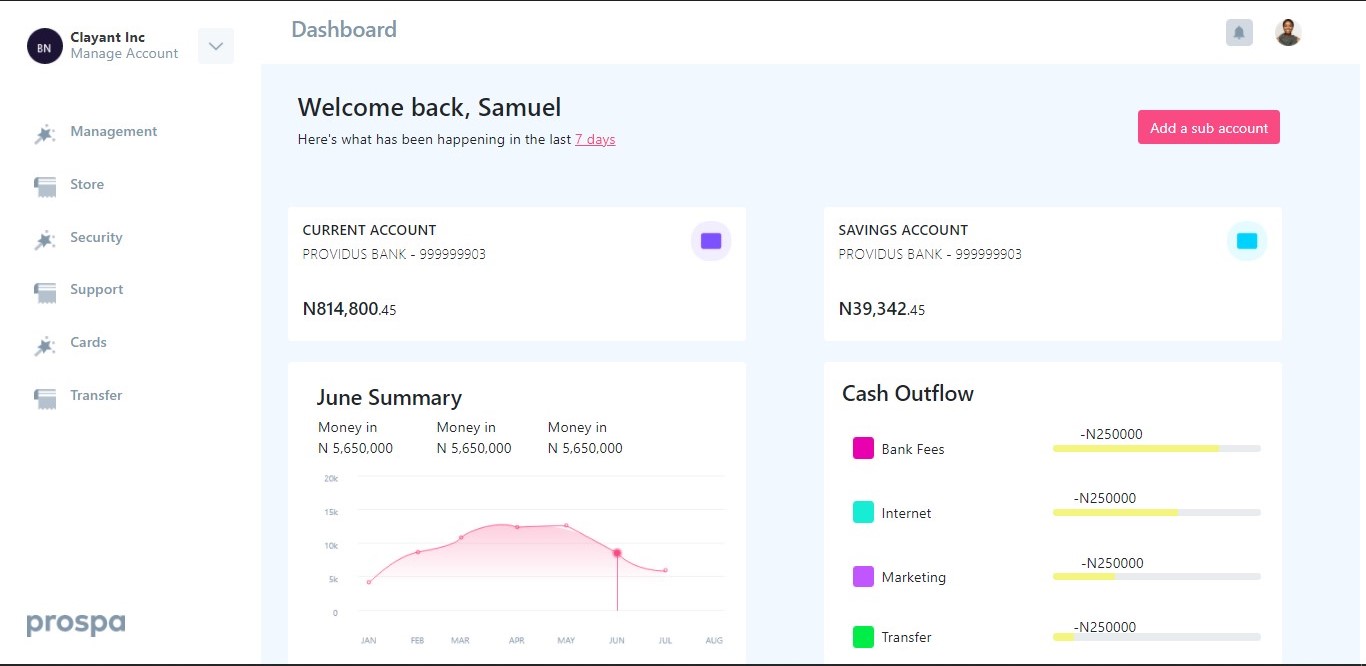 BN
Clayant Inc
Manage Account
Management
Store
Security
Support
Cards
Transfer
prospa
Dashboard
Welcome back, Samuel
Here's what has been happening in the last 7 days
Add a sub account
CURRENT ACCOUNT
PROVIDUS BANK - 999999903
N814,800.45
SAVINGS ACCOUNT
PROVIDUS BANK - 999999903
N39,342.45
June Summary
Money in Money in Money in
N 5,650,000 N 5,650,000 N 5,650,000
20k
15k
10k
5k
0
JAN FEB MAR APR MAY JUN JUL AUG
Cash Outflow
Bank Fees -N250000
Internet -N250000
Marketing -N250000
Transfer -N250000